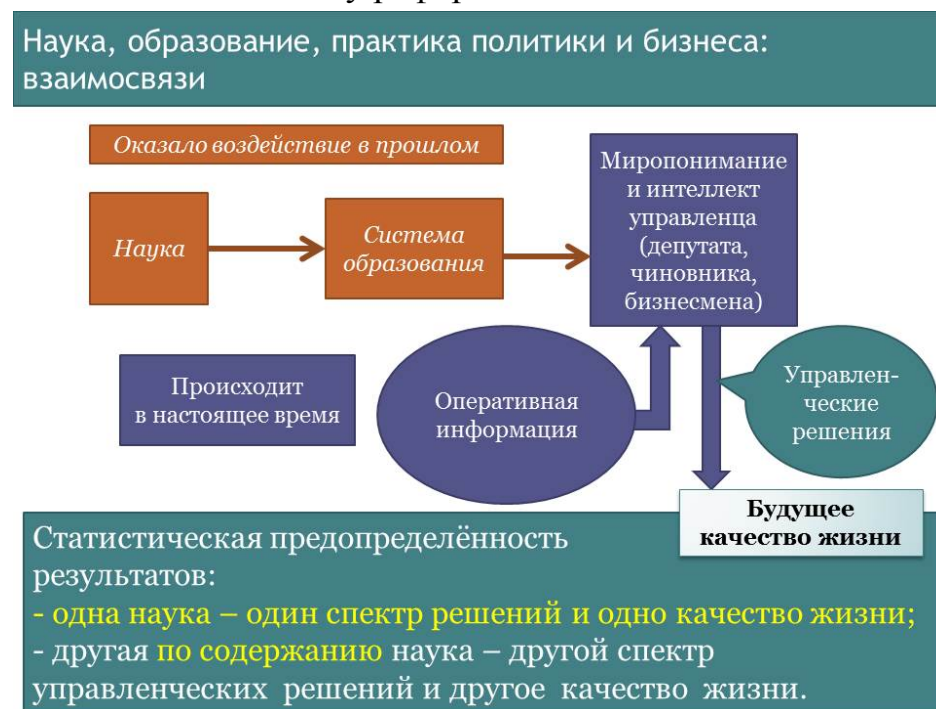 Наука, образование, практика политики и бизнеса:
взаимосвязи
Оказало воздействие в прошлом
Наука
Система
образования
Миропонимание
и интеллект
управленца
(депутата,
чиновника,
бизнесмена)
Происходит
в настоящее время
Оперативная
информация
Управлен-
ческие
решения
Будущее
качество жизни
Статистическая предопределённость
результатов:
- одна наука – один спектр решений и одно качество жизни;
- другая по содержанию наука – другой спектр
управленческих решений и другое качество жизни.